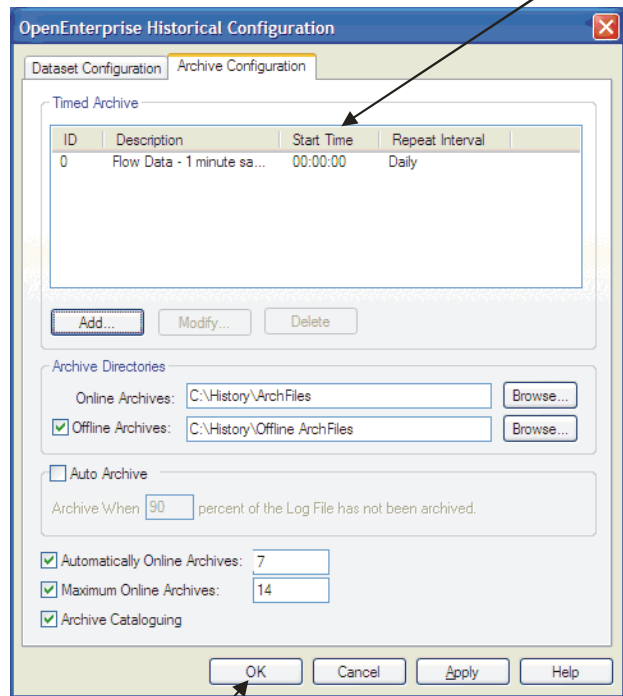 OpenEnterprise Historical Configuration
Dataset Configuration Archive Configuration
Timed Archive
ID Description Start Time Repeat Interval
0 Flow Data - 1 minute sa... 00:00:00 Daily
Add... Modify... Delete
Archive Directories
Online Archives: C:\History\ArchFiles Browse...
Offline Archives: C:\History\Offline ArchFiles Browse...
Auto Archive
Archive When 90 percent of the Log File has not been archived.
Automatically Online Archives: 7
Maximum Online Archives: 14
Archive Cataloguing
OK Cancel Apply Help